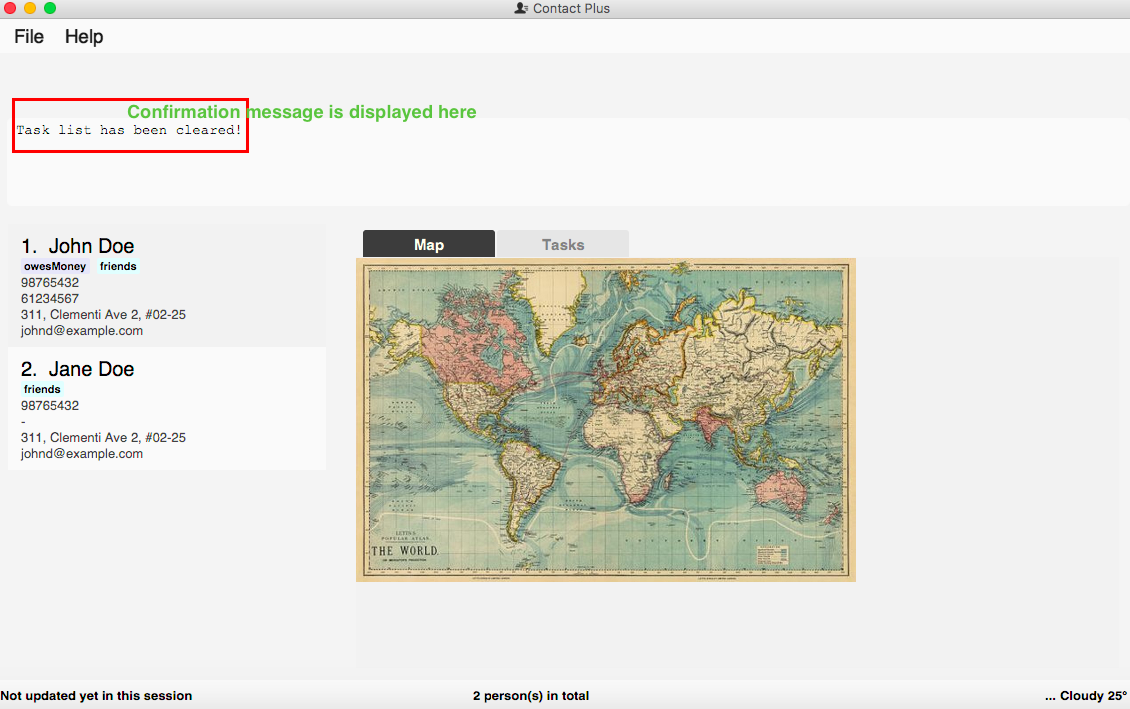 Contact Plus
File Help
Confirmation message is displayed here
Task list has been cleared!
1. John Doe
owesMoney friends
98765432
61234567
311, Clementi Ave 2, #02-25
johnd@example.com
2. Jane Doe
friends
98765432
-
311, Clementi Ave 2, #02-25
johnd@example.com
Map Tasks
LETTS'S
POPULAR ATLAS.
THE WORLD.
ON MERCATOR'S PROJECTION
Not updated yet in this session
2 person(s) in total
... Cloudy 25°